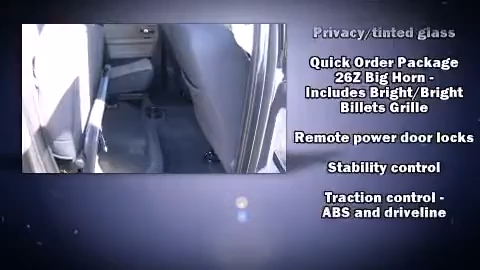 Privacy/tinted glass
Quick Order Package
26Z Big Horn -
Includes Bright/Bright
Billets Grille
Remote power door locks
Stability control
Traction control -
ABS and driveline